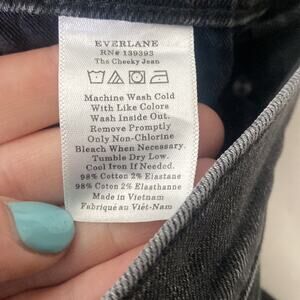 EVERLANE
RN# 139393
The Cheeky Jean
Machine Wash Cold
With Like Colors
Wash Inside Out.
Remove Promptly
Only Non-Chlorine
Bleach When Necessary.
Tumble Dry Low.
Cool Iron If Needed.
98% Cotton 2% Elastane
98% Coton 2% Élasthanne
Made in Vietnam
Fabriqué au Viêt-Nam